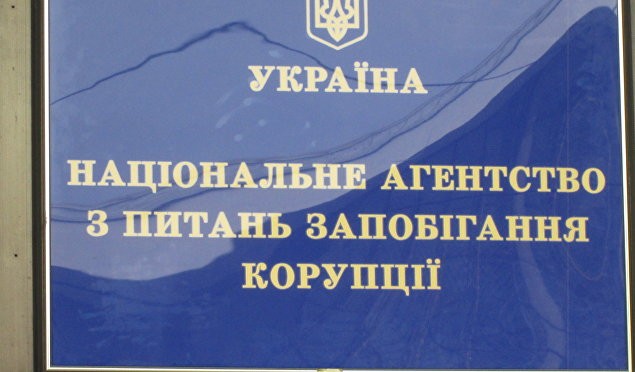 УКРАЇНА
НАЦІОНАЛЬНЕ АГЕНТСТВО
З ПИТАНЬ ЗАПОБІГАННЯ
КОРУПЦІЇ